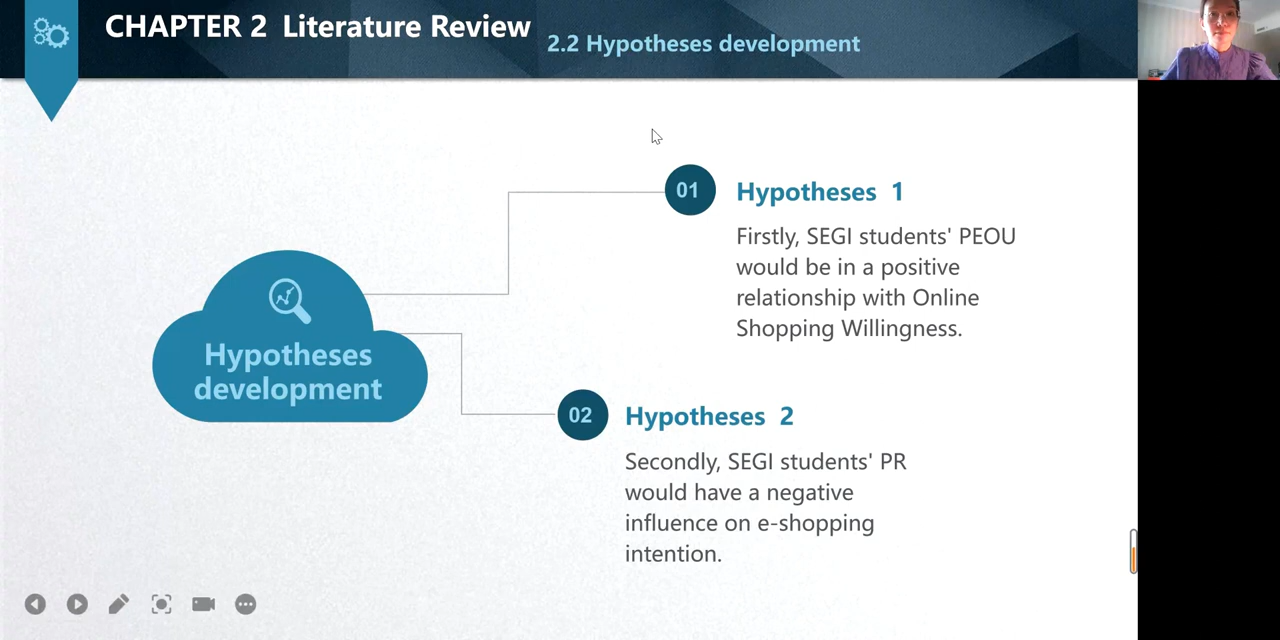 CHAPTER 2 Literature Review
2.2 Hypotheses development
Hypotheses
development
01
Hypotheses 1
Firstly, SEGI students' PEOU
would be in a positive
relationship with Online
Shopping Willingness.
02
Hypotheses 2
Secondly, SEGI students' PR
would have a negative
influence on e-shopping
intention.